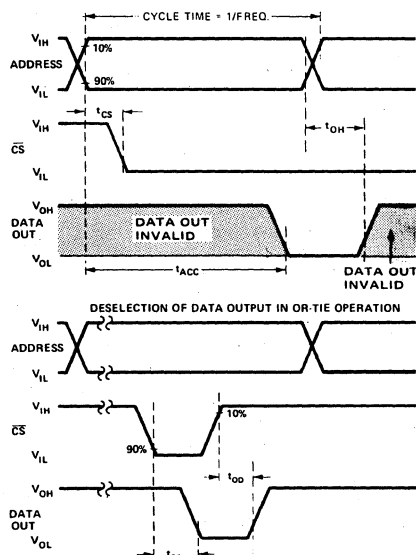 CYCLE TIME = 1/FREQ.
VIH
10%
ADDRESS
90%
VIL
tCS
VIH
tOH
CS
VIL
VOH
DATA OUT
DATA OUT INVALID
VOL
tACC
DATA OUT INVALID
DESELECTION OF DATA OUTPUT IN OR-TIE OPERATION
VIH
ADDRESS
VIL
VIH
10%
CS
90%
VIL
tOD
VOH
DATA OUT
VOL